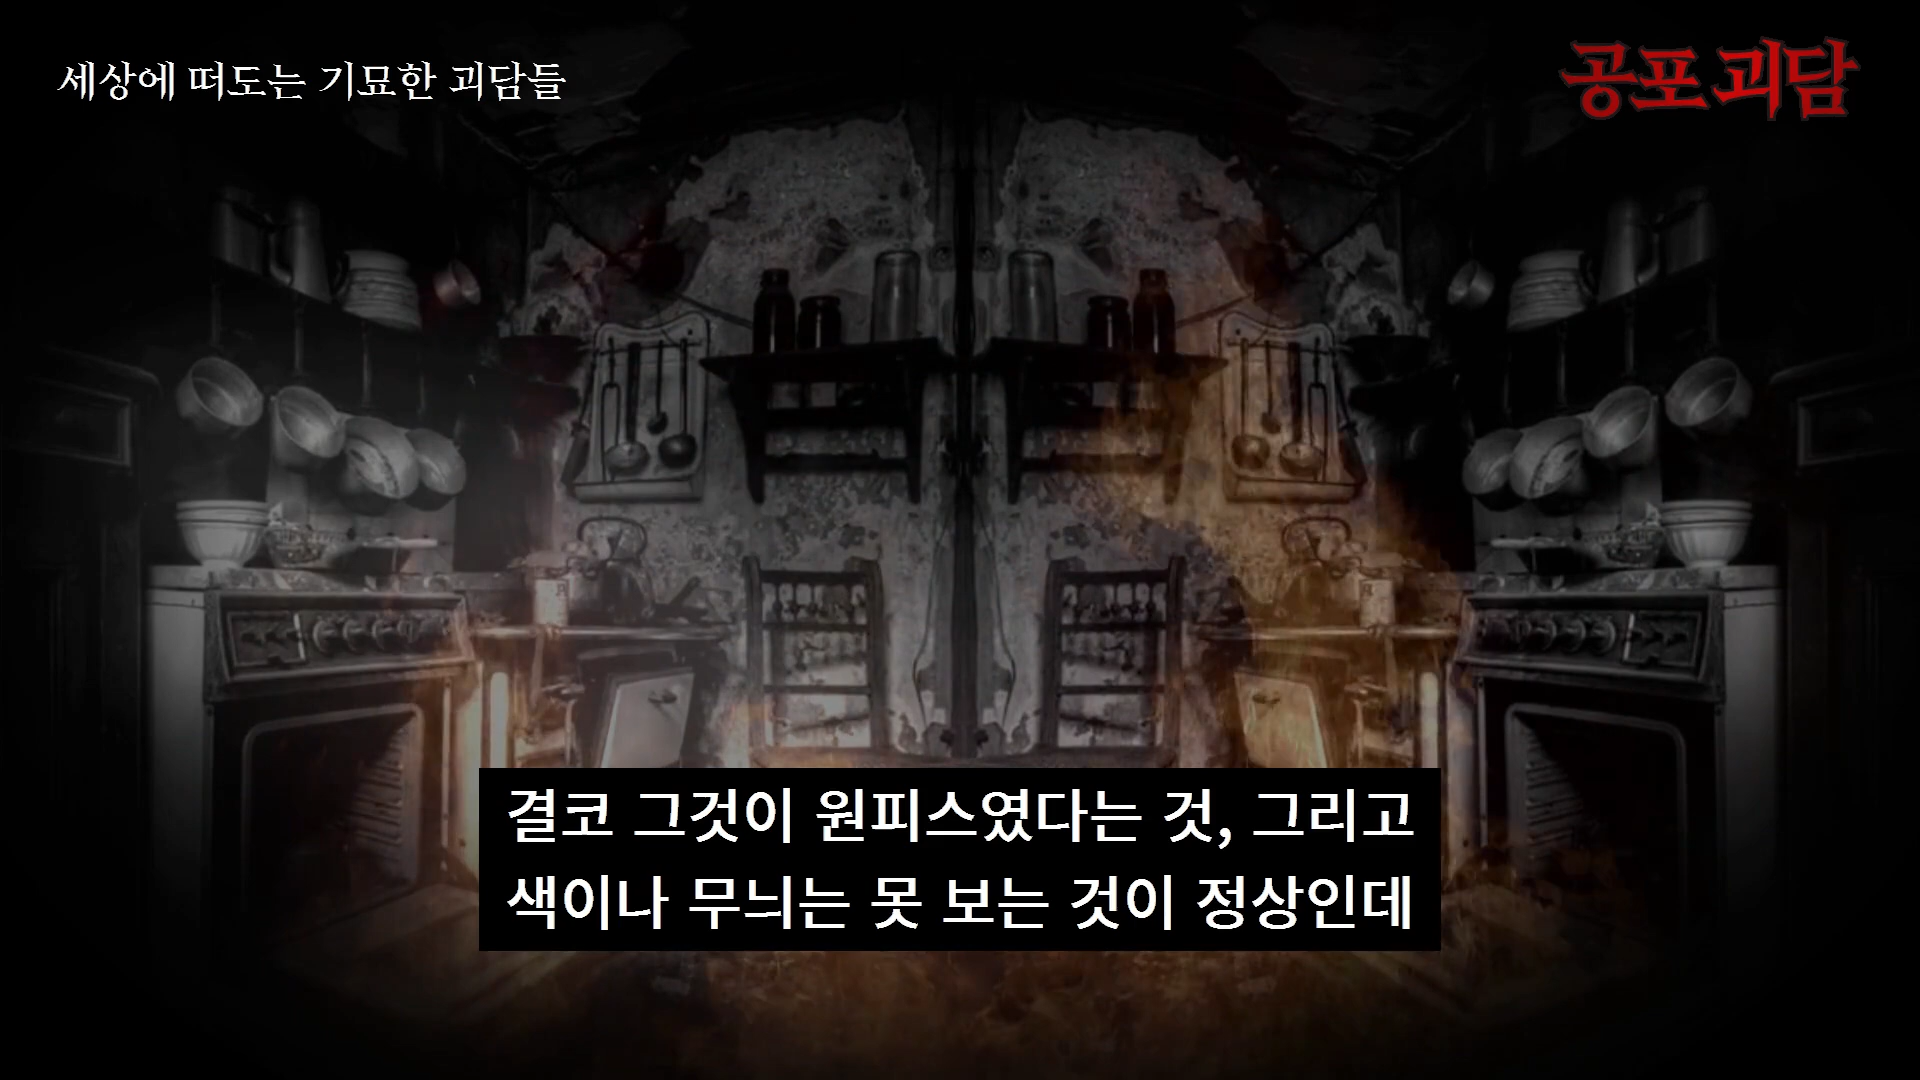 세상에 떠도는 기묘한 괴담들
공포 괴담
결코 그것이 원피스였다는 것, 그리고
색이나 무늬는 못 보는 것이 정상인데